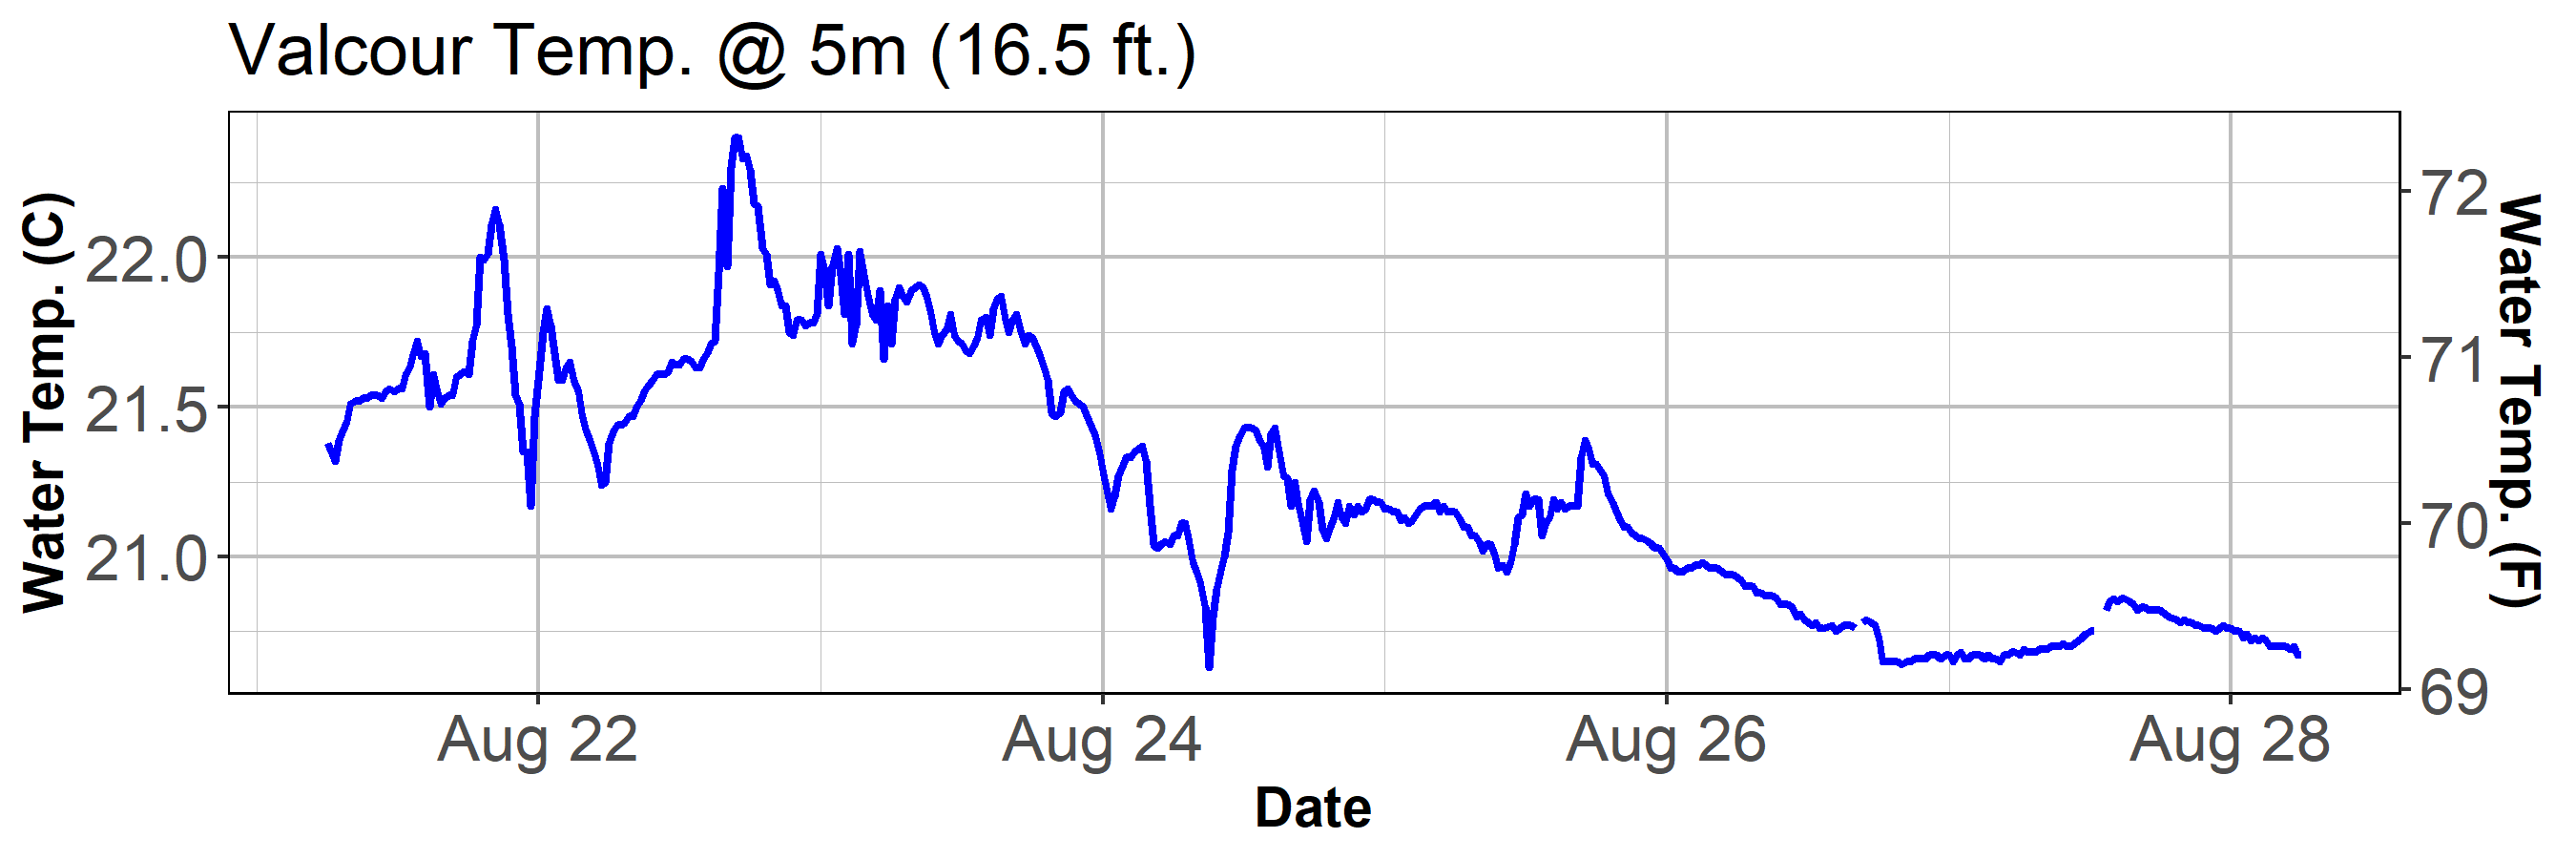 Valcour Temp. @ 5m (16.5 ft.)
Water Temp. (C)
22.0
21.5
21.0
72
71
70
69
Water Temp. (F)
Aug 22 Aug 24 Aug 26 Aug 28
Date